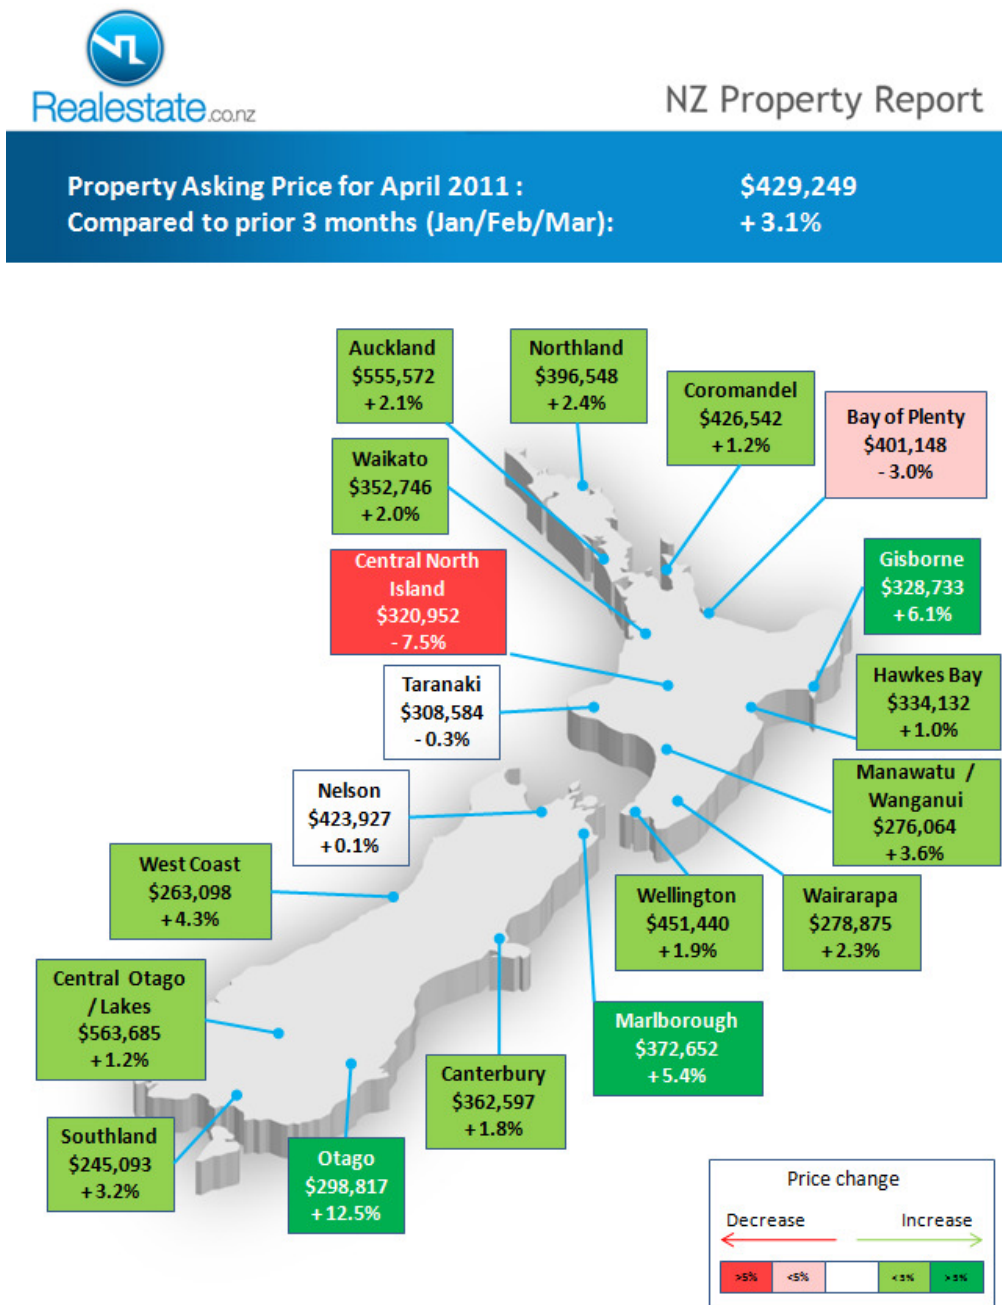 Realestate.co.nz
NZ Property Report
Property Asking Price for April 2011 : $429,249
Compared to prior 3 months (Jan/Feb/Mar): + 3.1%
Auckland
$555,572
+ 2.1%
Northland
$396,548
+ 2.4%
Coromandel
$426,542
+ 1.2%
Bay of Plenty
$401,148
- 3.0%
Waikato
$352,746
+ 2.0%
Central North
Island
$320,952
- 7.5%
Gisborne
$328,733
+ 6.1%
Taranaki
$308,584
- 0.3%
Hawkes Bay
$334,132
+ 1.0%
Nelson
$423,927
+ 0.1%
Manawatu /
Wanganui
$276,064
+ 3.6%
West Coast
$263,098
+ 4.3%
Wellington
$451,440
+ 1.9%
Wairarapa
$278,875
+ 2.3%
Central Otago
/ Lakes
$563,685
+ 1.2%
Marlborough
$372,652
+ 5.4%
Canterbury
$362,597
+ 1.8%
Southland
$245,093
+ 3.2%
Otago
$298,817
+ 12.5%
Price change
Decrease Increase
>5% <5% <5% >5%